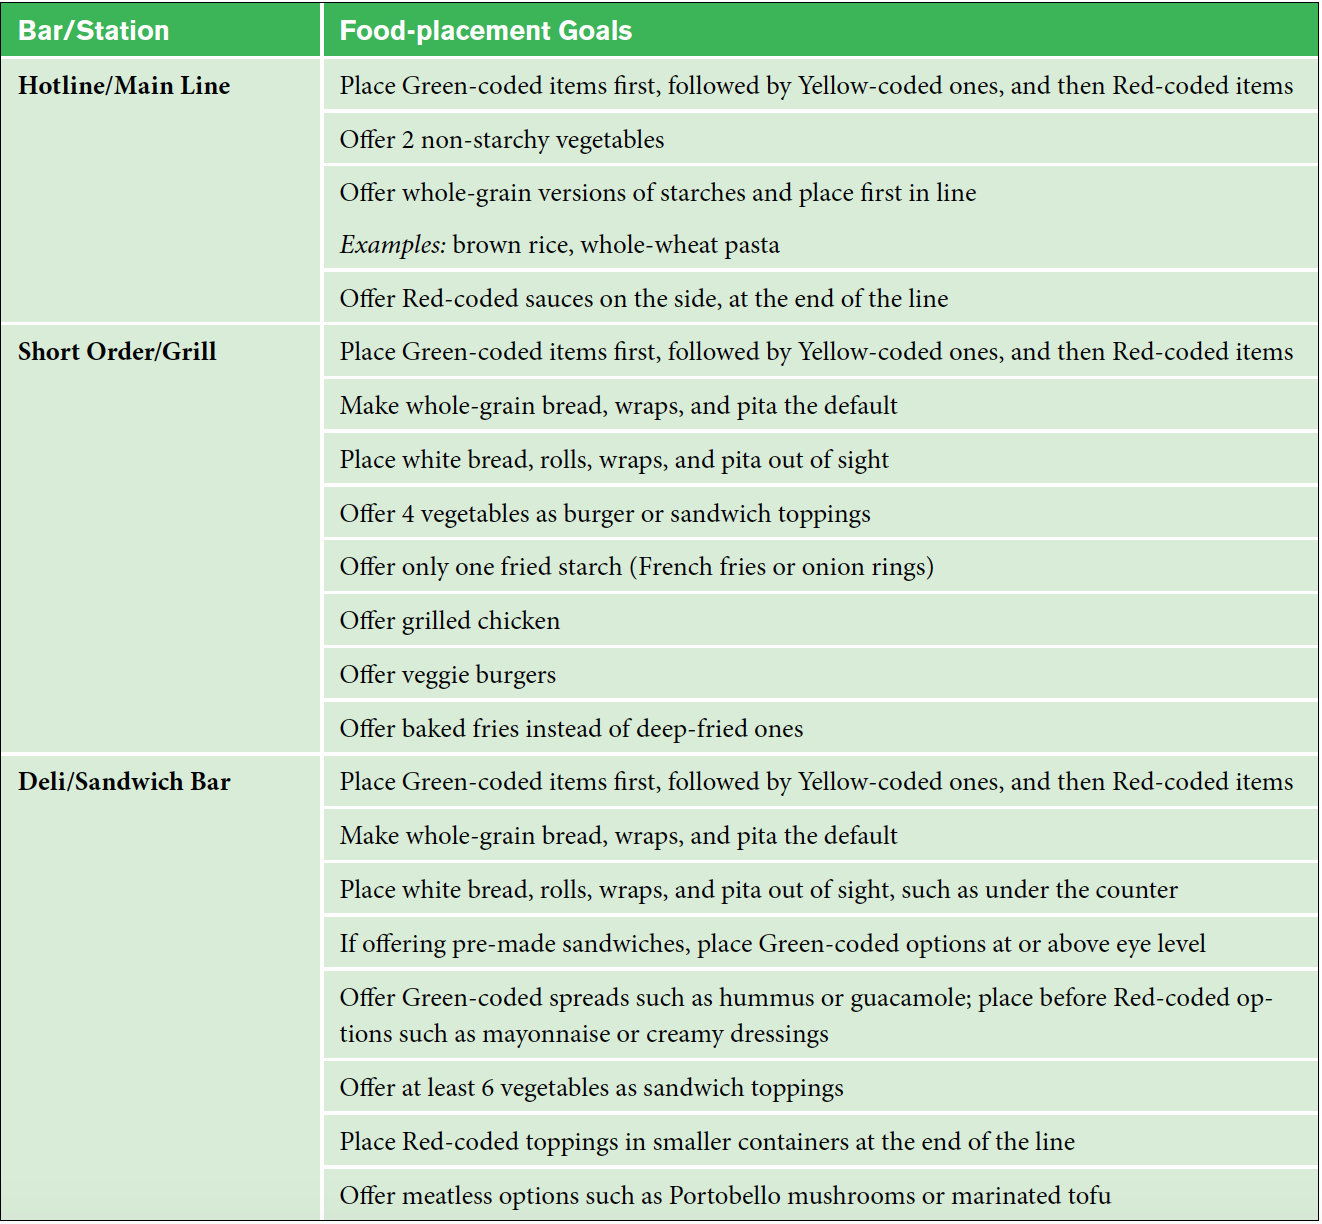 Bar/Station
Food-placement Goals
Hotline/Main Line
Place Green-coded items first, followed by Yellow-coded ones, and then Red-coded items
Offer 2 non-starchy vegetables
Offer whole-grain versions of starches and place first in line
Examples: brown rice, whole-wheat pasta
Offer Red-coded sauces on the side, at the end of the line
Short Order/Grill
Place Green-coded items first, followed by Yellow-coded ones, and then Red-coded items
Make whole-grain bread, wraps, and pita the default
Place white bread, rolls, wraps, and pita out of sight
Offer 4 vegetables as burger or sandwich toppings
Offer only one fried starch (French fries or onion rings)
Offer grilled chicken
Offer veggie burgers
Offer baked fries instead of deep-fried ones
Deli/Sandwich Bar
Place Green-coded items first, followed by Yellow-coded ones, and then Red-coded items
Make whole-grain bread, wraps, and pita the default
Place white bread, rolls, wraps, and pita out of sight, such as under the counter
If offering pre-made sandwiches, place Green-coded options at or above eye level
Offer Green-coded spreads such as hummus or guacamole; place before Red-coded op-
tions such as mayonnaise or creamy dressings
Offer at least 6 vegetables as sandwich toppings
Place Red-coded toppings in smaller containers at the end of the line
Offer meatless options such as Portobello mushrooms or marinated tofu